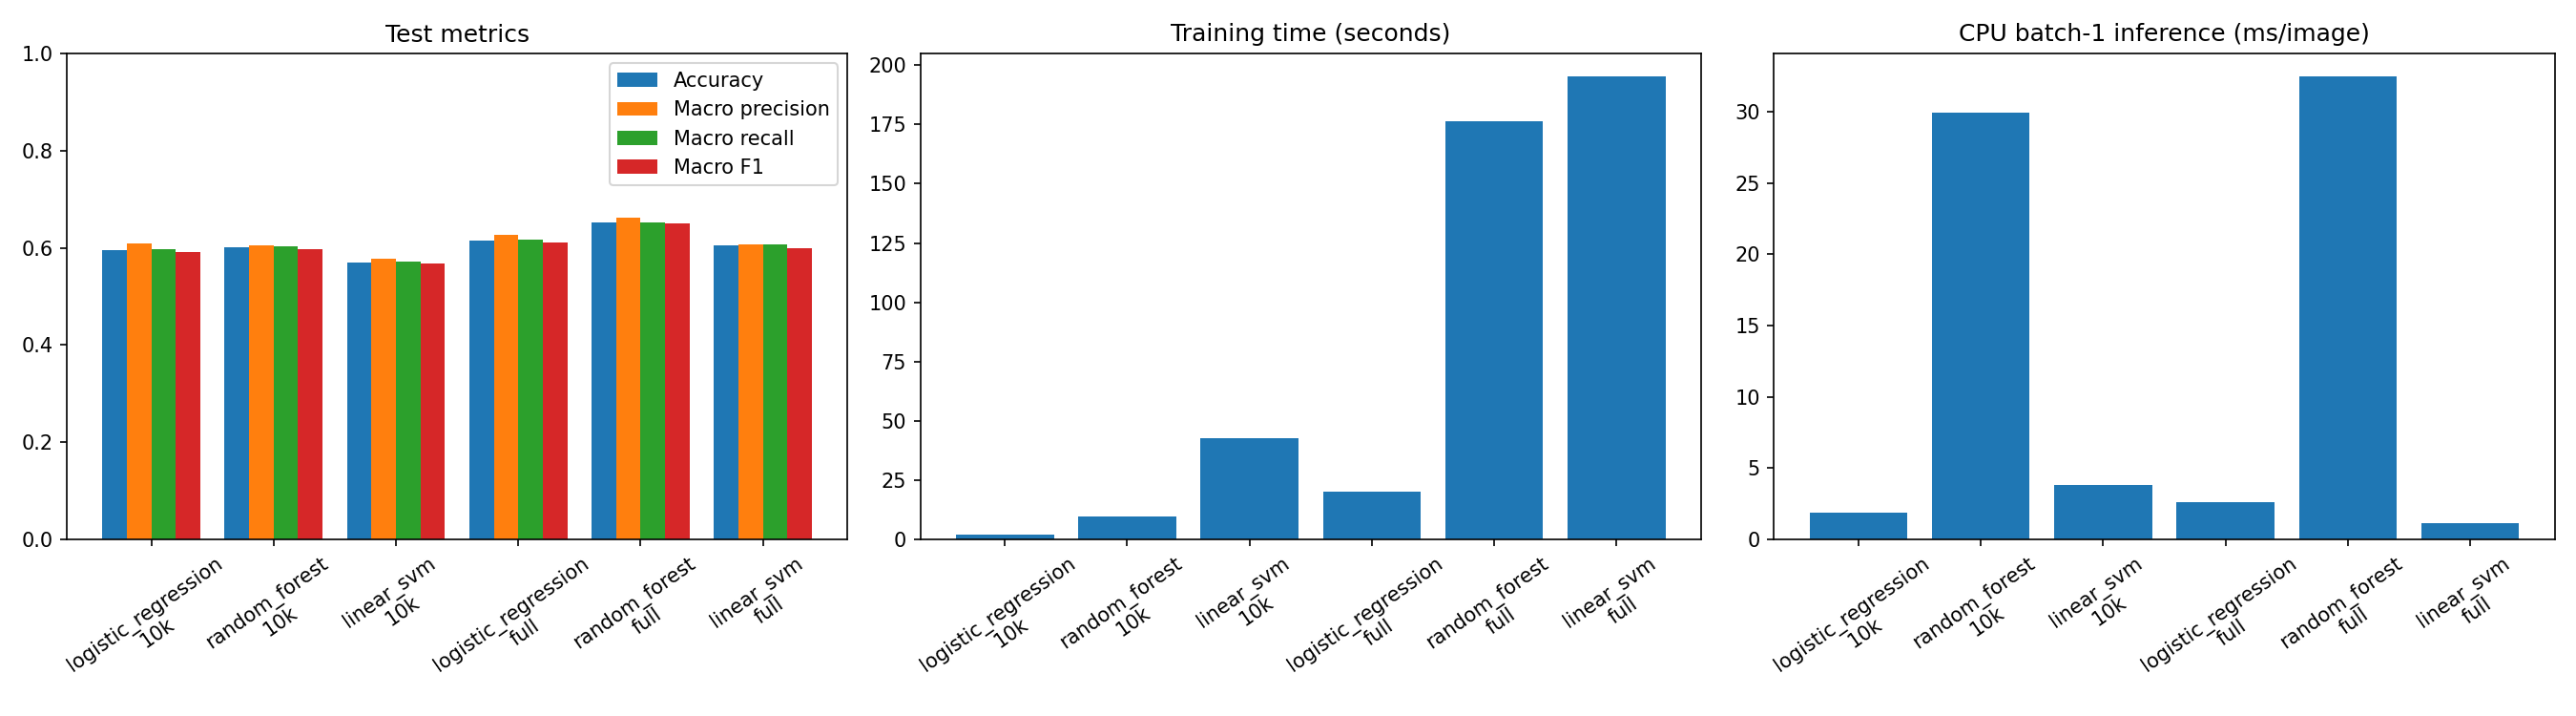 Test metrics
1.0
0.8
0.6
0.4
0.2
0.0
Accuracy
Macro precision
Macro recall
Macro F1
logistic_regression
10k
random_forest
10k
linear_svm
10k
logistic_regression
full
random_forest
full
linear_svm
full
Training time (seconds)
200
175
150
125
100
75
50
25
0
logistic_regression
10k
random_forest
10k
linear_svm
10k
logistic_regression
full
random_forest
full
linear_svm
full
CPU batch-1 inference (ms/image)
30
25
20
15
10
5
0
logistic_regression
10k
random_forest
10k
linear_svm
10k
logistic_regression
full
random_forest
full
linear_svm
full